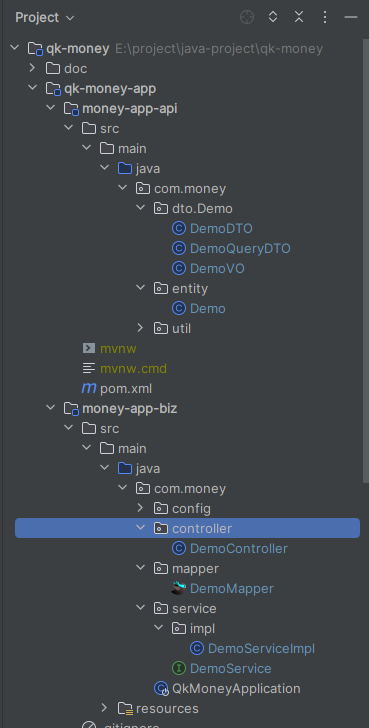 Project
qk-money E:\project\java-project\qk-money
doc
qk-money-app
money-app-api
src
main
java
com.money
dto.Demo
DemoDTO
DemoQueryDTO
DemoVO
entity
Demo
util
mvnw
mvnw.cmd
pom.xml
money-app-biz
src
main
java
com.money
config
controller
DemoController
mapper
DemoMapper
service
impl
DemoServiceImpl
DemoService
QkMoneyApplication
resources
.gitignore